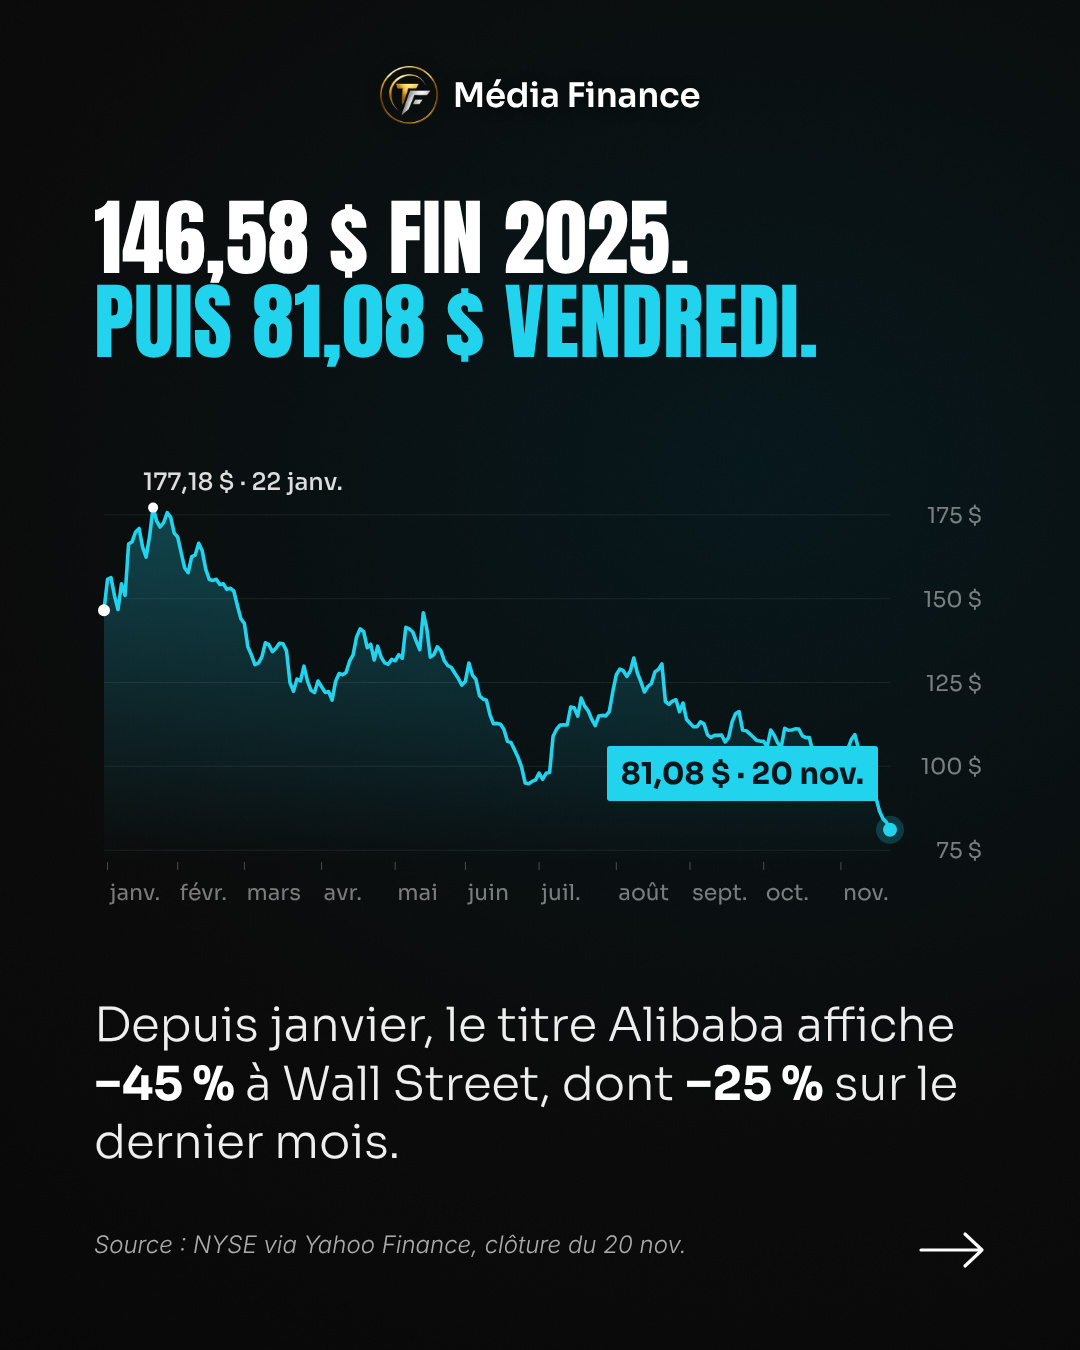 TF Média Finance
146,58 $ FIN 2025.
PUIS 81,08 $ VENDREDI.
177,18 $ · 22 janv.
175 $
150 $
125 $
81,08 $ · 20 nov.
100 $
75 $
janv. févr. mars avr. mai juin juil. août sept. oct. nov.
Depuis janvier, le titre Alibaba affiche
−45 % à Wall Street, dont −25 % sur le
dernier mois.
Source : NYSE via Yahoo Finance, clôture du 20 nov.